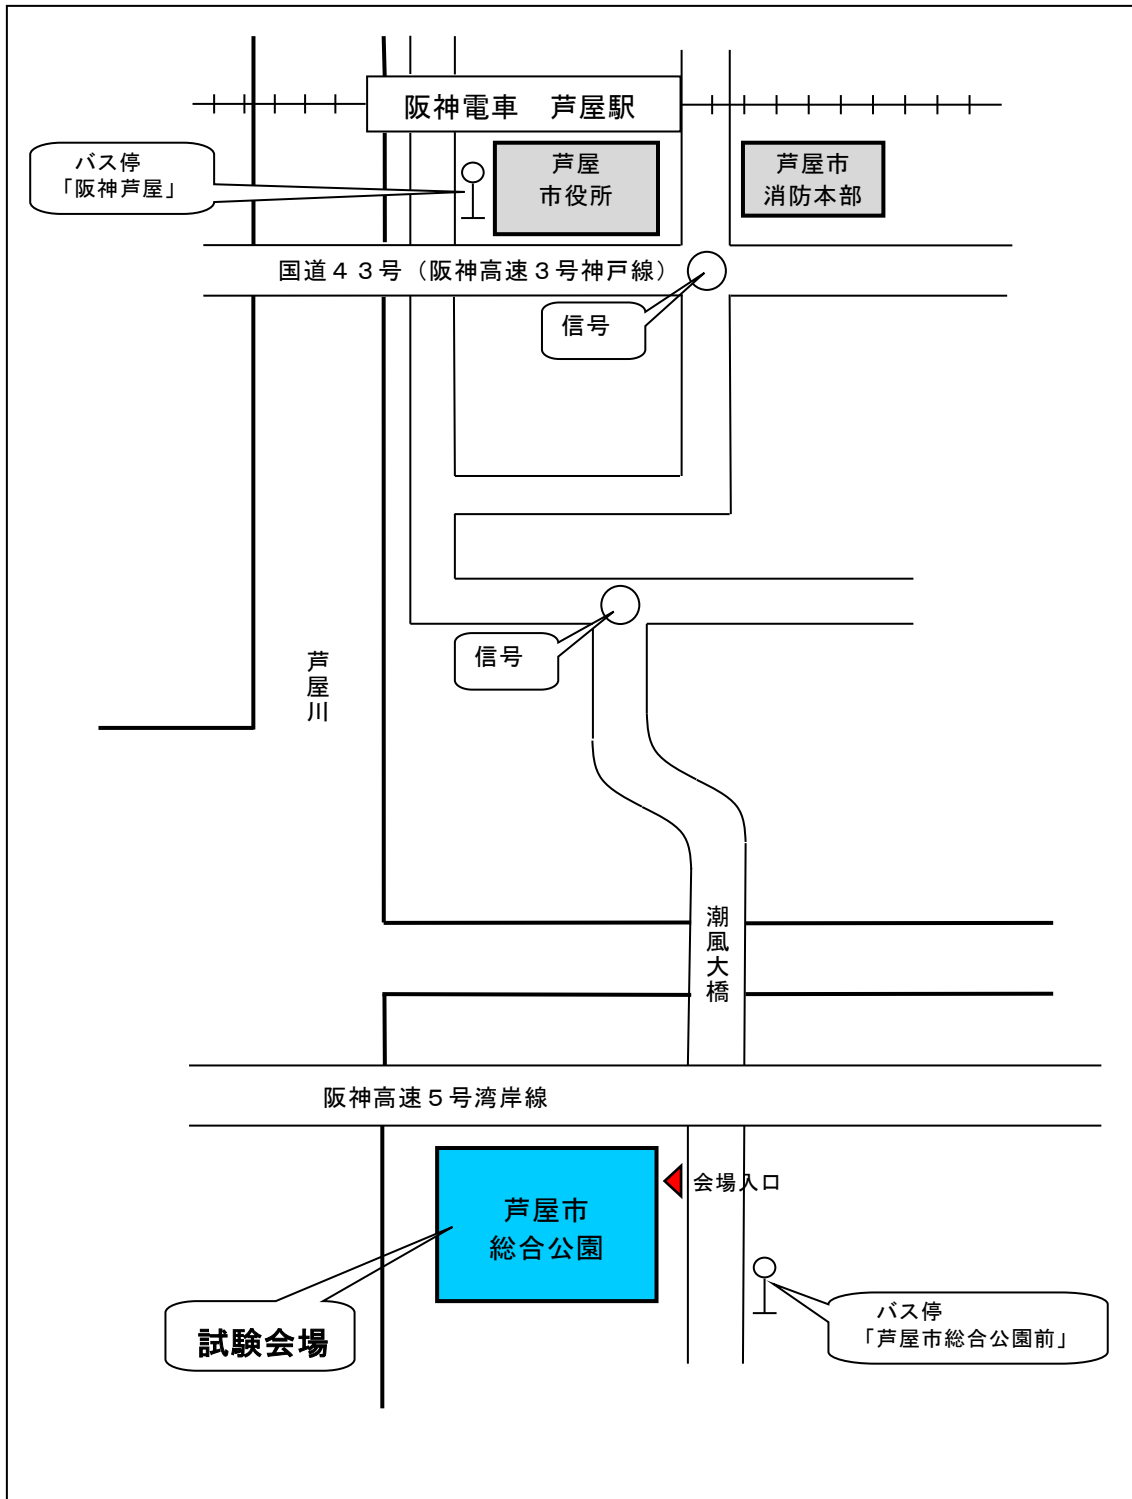 阪神電車　芦屋駅
バス停
「阪神芦屋」
芦屋
市役所
芦屋市
消防本部
国道４３号（阪神高速３号神戸線）
信号
信号
芦屋川
潮風大橋
阪神高速５号湾岸線
会場入口
芦屋市
総合公園
試験会場
バス停
「芦屋市総合公園前」